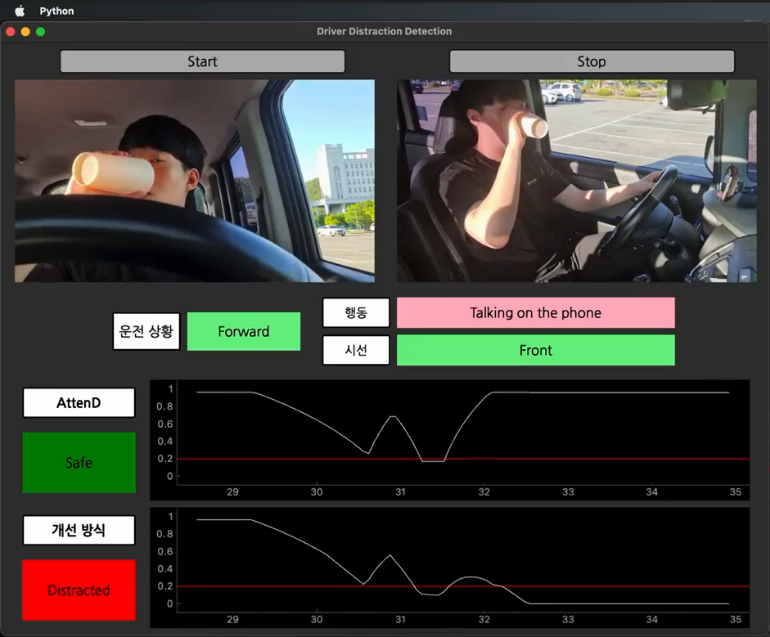 Python
Driver Distraction Detection
Start
Stop
운전 상황
Forward
행동
Talking on the phone
시선
Front
AttenD
Safe
1
0.8
0.6
0.4
0.2
0
29 30 31 32 33 34 35
개선 방식
Distracted
1
0.8
0.6
0.4
0.2
0
29 30 31 32 33 34 35